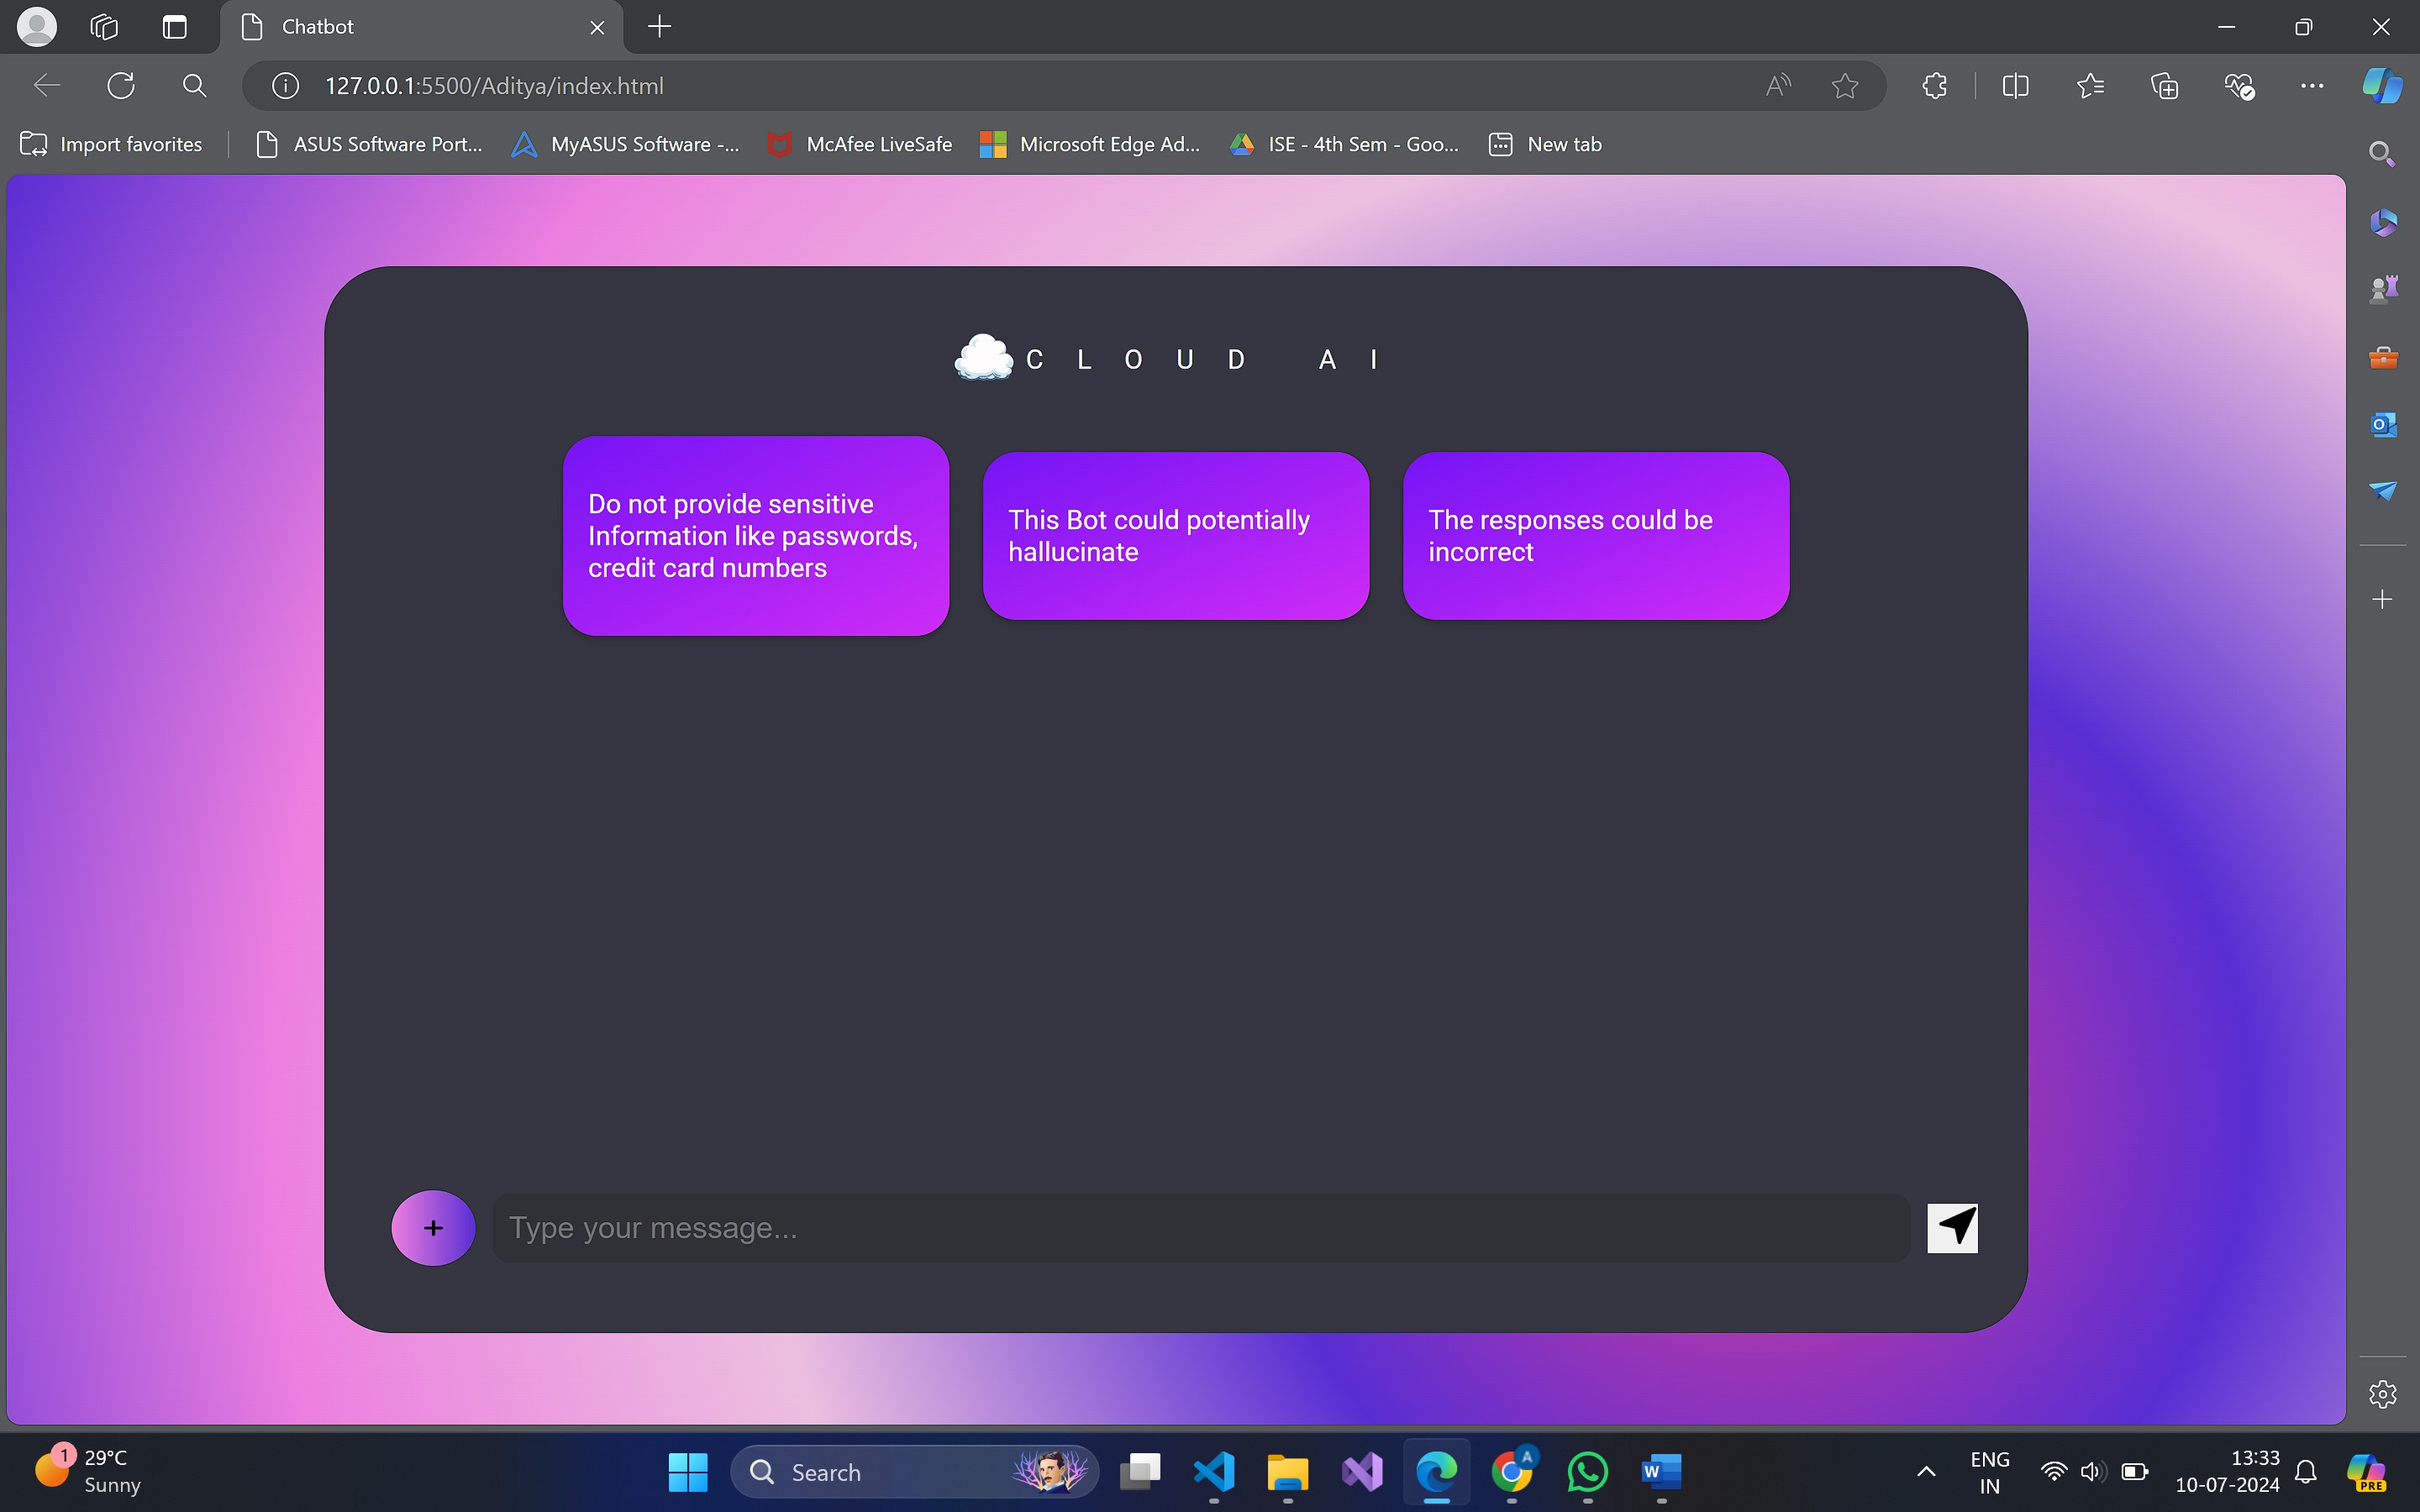 Chatbot
127.0.0.1:5500/Aditya/index.html
Import favorites
ASUS Software Port...
MyASUS Software -...
McAfee LiveSafe
Microsoft Edge Ad...
ISE - 4th Sem - Goo...
New tab
CLOUD AI
Do not provide sensitive
Information like passwords,
credit card numbers
This Bot could potentially
hallucinate
The responses could be
incorrect
+
Type your message...
1
29°C
Sunny
Search
A
W
ENG
IN
13:33
10-07-2024
PRE